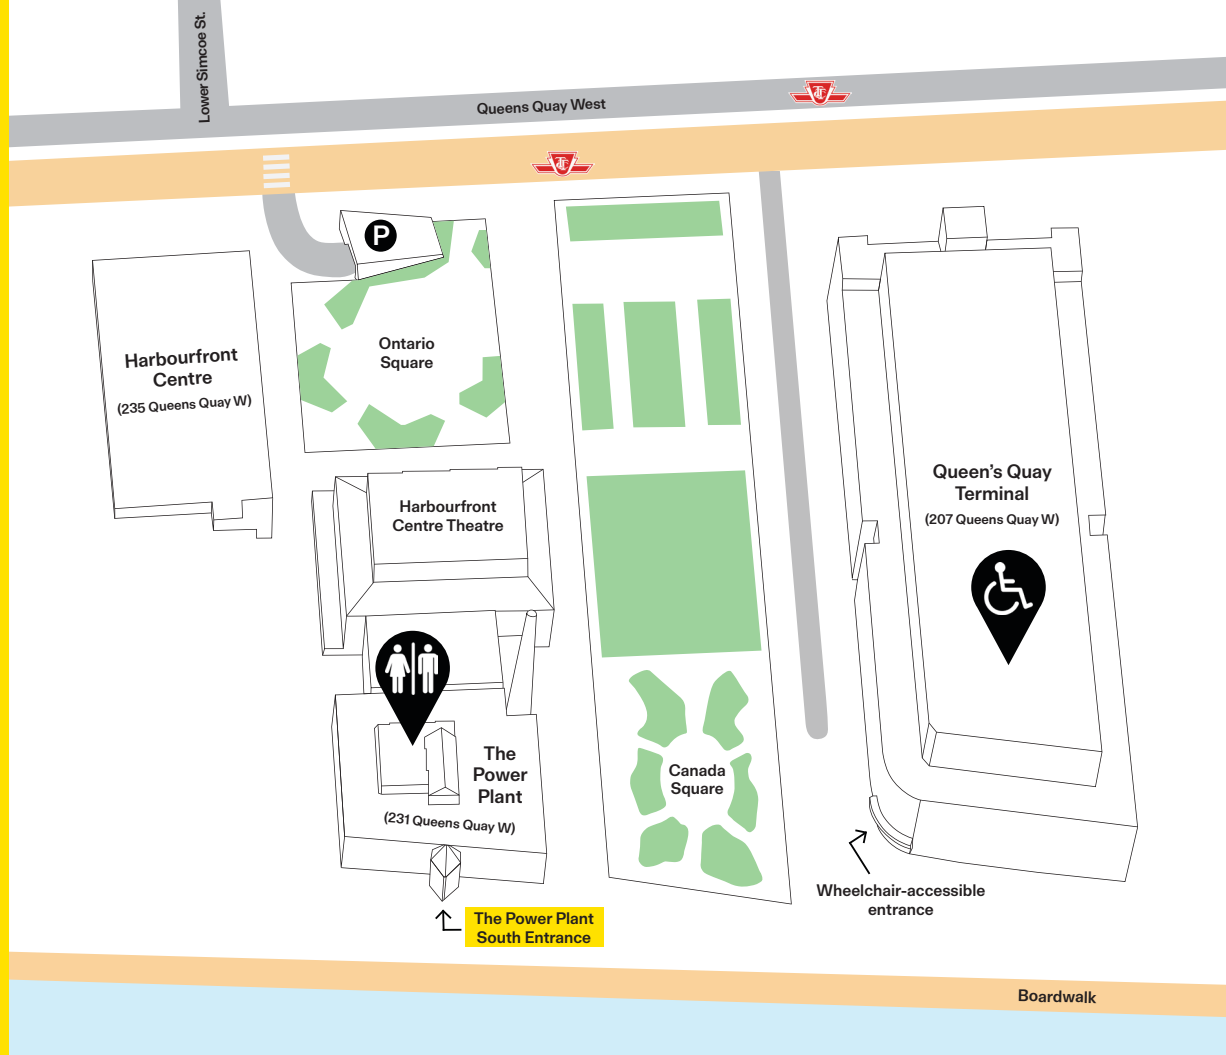 Lower Simcoe St.
Queens Quay West
TTC
TTC
P
Harbourfront
Centre
(235 Queens Quay W)
Ontario
Square
Harbourfront
Centre Theatre
Queen's Quay
Terminal
(207 Queens Quay W)
The
Power
Plant
(231 Queens Quay W)
Canada
Square
Wheelchair-accessible
entrance
The Power Plant
South Entrance
Boardwalk